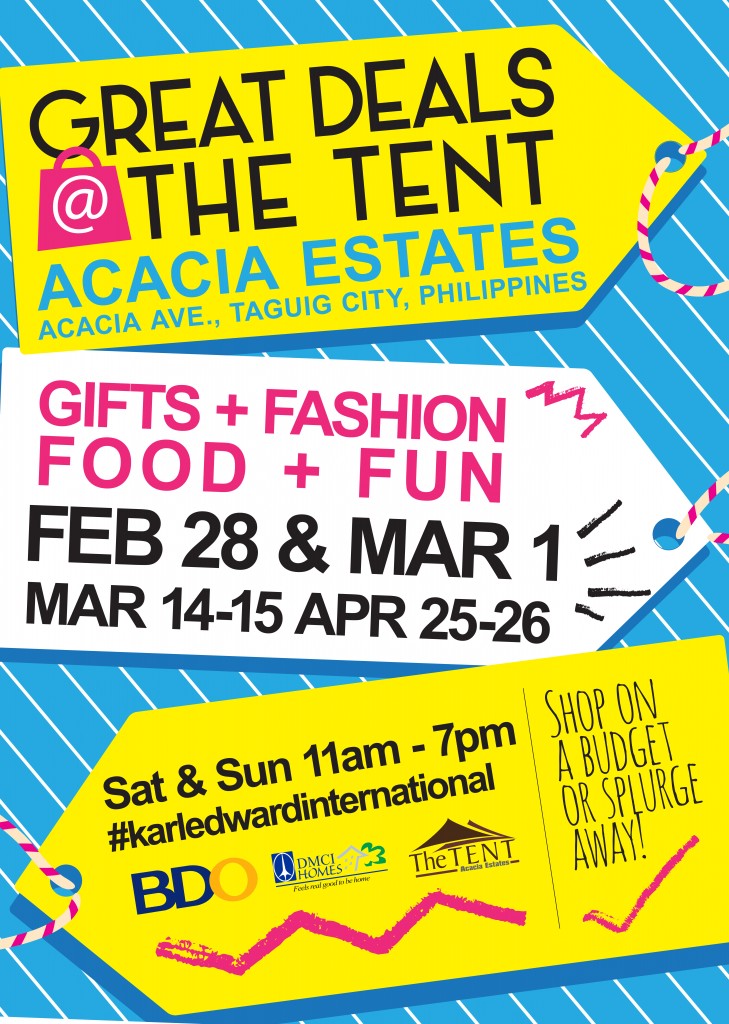 GREAT DEALS
@ THE TENT
ACACIA ESTATES
ACACIA AVE., TAGUIG CITY, PHILIPPINES
GIFTS + FASHION
FOOD + FUN
FEB 28 & MAR 1
MAR 14-15 APR 25-26
Sat & Sun 11am - 7pm
#karledwardinternational
BDO
DMCI
HOMES
Feels real good to be home
The TENT
Acacia Estates
SHOP ON
A BUDGET
OR SPLURGE
AWAY!